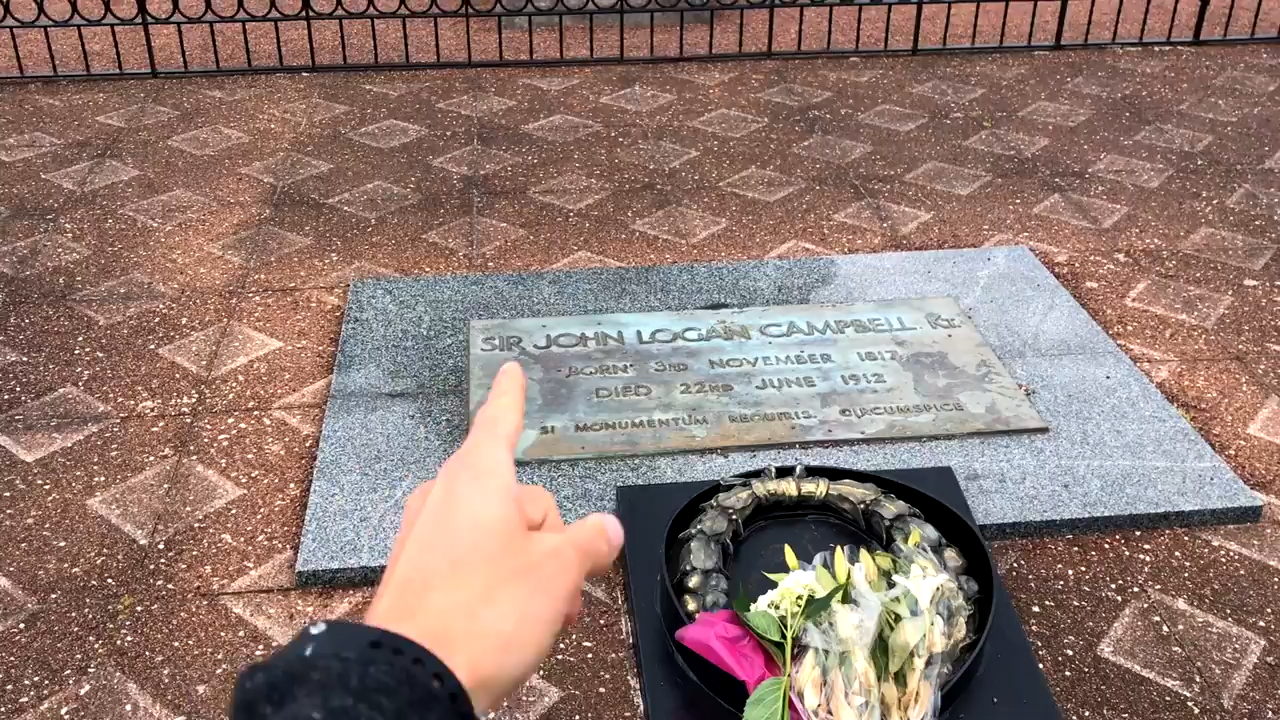 SIR JOHN LOGAN CAMPBELL. Kt.
BORN 3RD NOVEMBER 1817
DIED 22ND JUNE 1912
SI MONUMENTUM REQUIRIS. CIRCUMSPICE